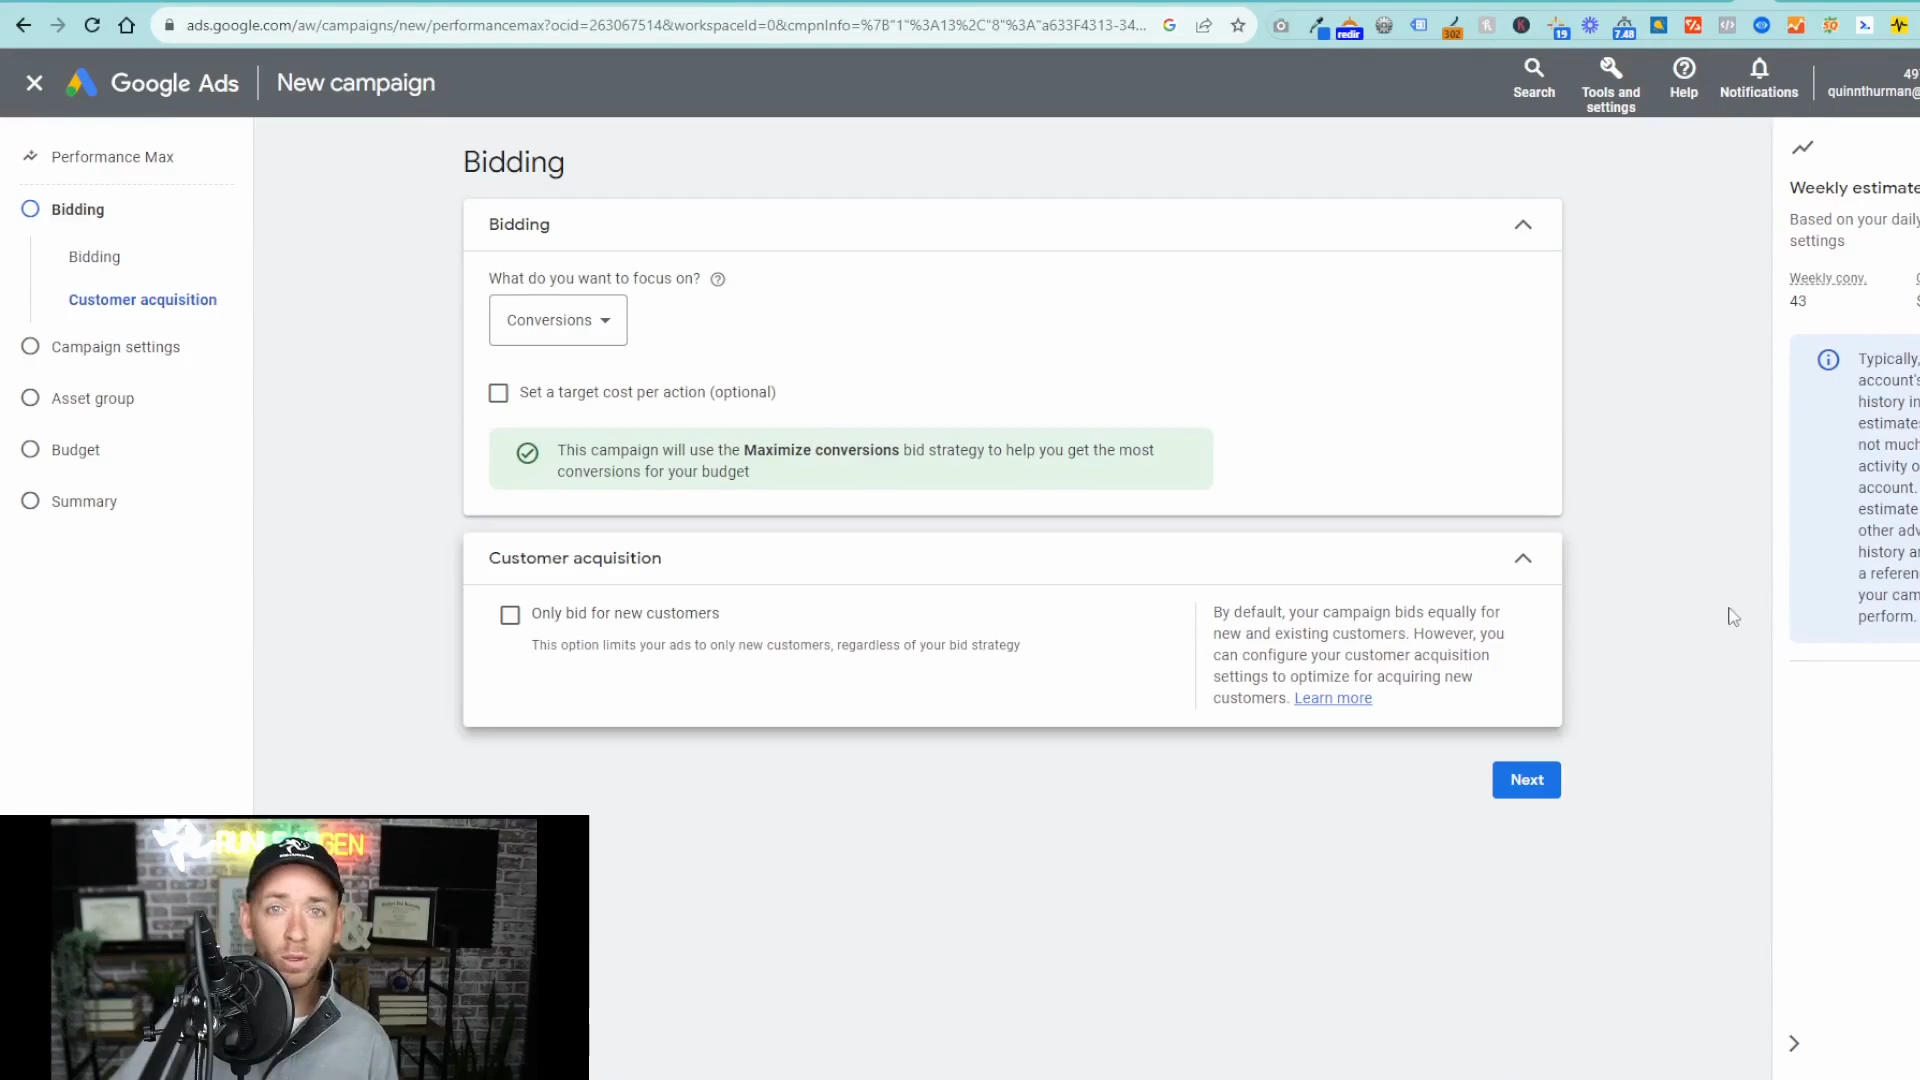 ads.google.com/aw/campaigns/new/performancemax?ocid=263067514&workspaceId=0&cmpnInfo=%7B"1"%3A13%2C"8"%3A"a633F4313-34...
redir
302
19
7.48
Google Ads
New campaign
Search
Tools and settings
Help
Notifications
49
quinnthurman@
Performance Max
Bidding
Bidding
Customer acquisition
Campaign settings
Asset group
Budget
Summary
Bidding
Bidding
What do you want to focus on?
Conversions
Set a target cost per action (optional)
This campaign will use the Maximize conversions bid strategy to help you get the most
conversions for your budget
Customer acquisition
Only bid for new customers
This option limits your ads to only new customers, regardless of your bid strategy
By default, your campaign bids equally for
new and existing customers. However, you
can configure your customer acquisition
settings to optimize for acquiring new
customers. Learn more
Next
Weekly estimate
Based on your daily
settings
Weekly conv.
43
Typically,
account's
history in
estimates
not much
activity o
account.
estimate
other adv
history a
a referen
your cam
perform.